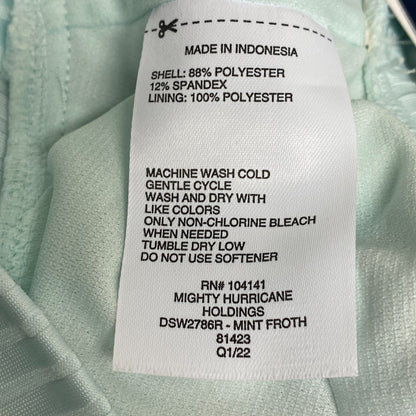 MADE IN INDONESIA
SHELL: 88% POLYESTER
12% SPANDEX
LINING: 100% POLYESTER
MACHINE WASH COLD
GENTLE CYCLE
WASH AND DRY WITH
LIKE COLORS
ONLY NON-CHLORINE BLEACH
WHEN NEEDED
TUMBLE DRY LOW
DO NOT USE SOFTENER
RN# 104141
MIGHTY HURRICANE
HOLDINGS
DSW2786R - MINT FROTH
81423
Q1/22